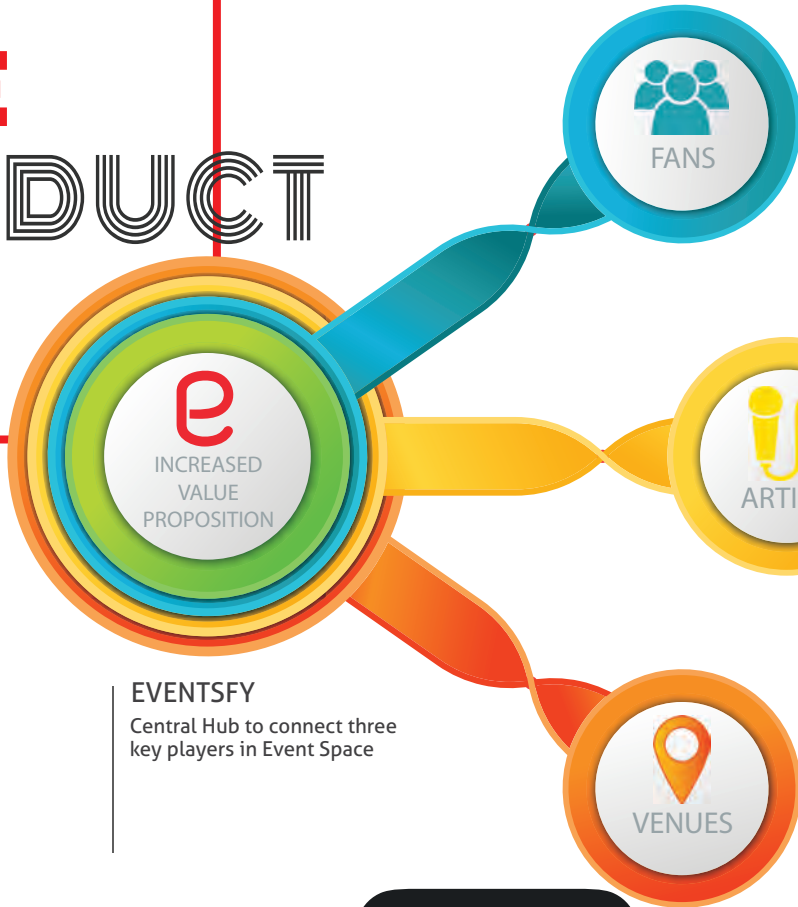 E
DUCT
FANS
e
INCREASED
VALUE
PROPOSITION
ARTI
EVENTSFY
Central Hub to connect three
key players in Event Space
VENUES